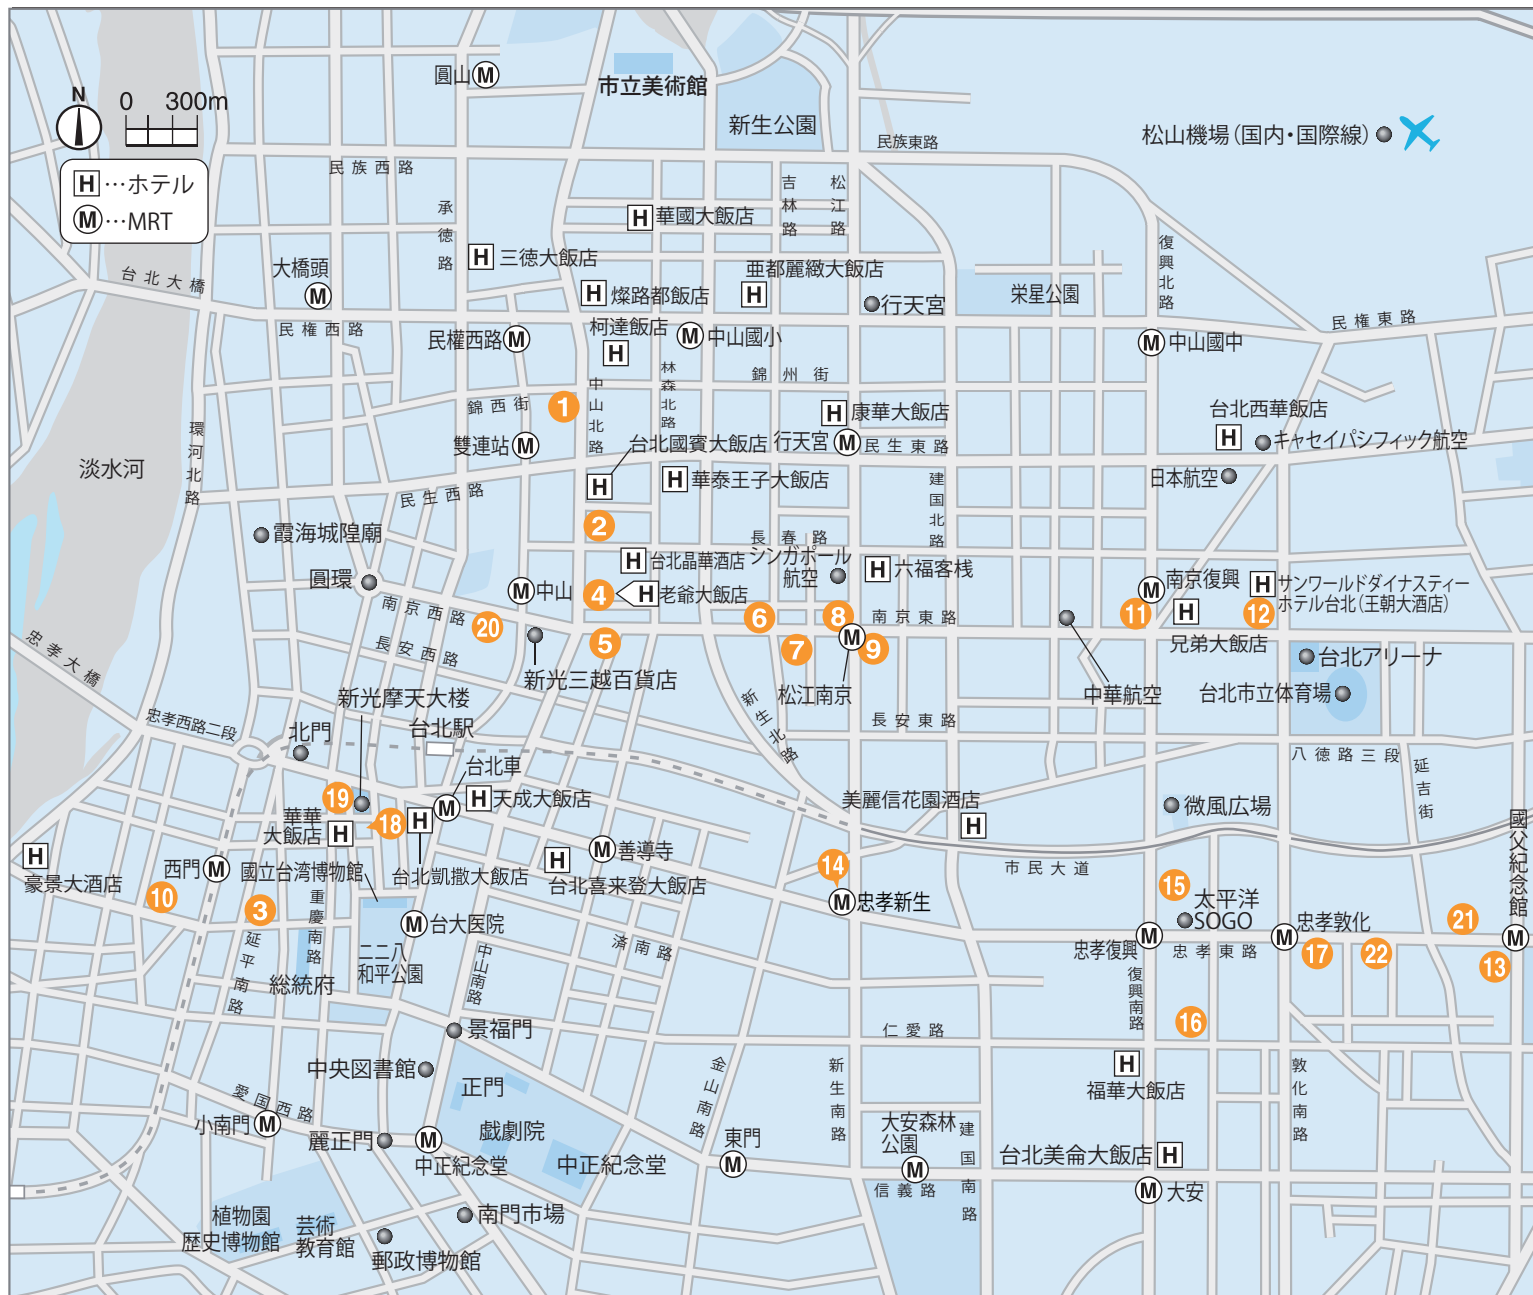 圓山 M
市立美術館
N
0 300m
新生公園
松山機場(国内・国際線)
民族東路
民族西路
H…ホテル
M…MRT
吉林路
松江路
承徳路
H 華國大飯店
復興北路
H 三徳大飯店
大橋頭
M
台北大橋
亜都麗緻大飯店
H
H 燦路都飯店
栄星公園
行天宮
民権西路
民権東路
柯達飯店
H
民權西路 M
M 中山國小
M 中山國中
林森北路
錦州街
中山北路
錦西街
1
H 康華大飯店
台北西華飯店
H
キャセイパシフィック航空
環河北路
雙連站 M
台北國賓大飯店
H
行天宮 M
民生東路
淡水河
日本航空
民生西路
H 華泰王子大飯店
建国北路
2
霞海城隍廟
長春路
シンガポール
航空
H 台北晶華酒店
H 六福客桟
圓環
M 中山
4
H 老爺大飯店
M
南京復興
H サンワールドダイナスティー
ホテル台北(王朝大酒店)
南京西路
20
6
8
南京東路
11
H
兄弟大飯店
12
長安西路
5
7
M
9
忠孝大橋
台北アリーナ
新光三越百貨店
松江南京
中華航空
台北市立体育場
新光摩天大楼
新生北路
長安東路
忠孝西路二段
北門
台北駅
八徳路三段
台北車
M
延吉街
19
H 天成大飯店
美麗信花園酒店
H
微風広場
華華
大飯店
H
18
H
國父紀念館
M
H
豪景大酒店
西門 M
國立台湾博物館
台北凱撒大飯店
H
台北喜来登大飯店
M 善導寺
14
市民大道
10
3
重慶南路
M 忠孝新生
15
太平洋
SOGO
忠孝敦化
M
21
延平南路
M 台大医院
済南路
忠孝復興
M
忠孝東路
17
22
13
二二八
和平公園
中山南路
総統府
復興南路
16
景福門
仁愛路
中央図書館
正門
金山南路
新生南路
H
福華大飯店
敦化南路
愛国西路
小南門 M
戯劇院
大安森林
公園
M
建国南路
麗正門
M
中正紀念堂
中正紀念堂
東門
M
台北美侖大飯店 H
信義路
M 大安
植物園
歴史博物館
芸術
教育館
南門市場
郵政博物館